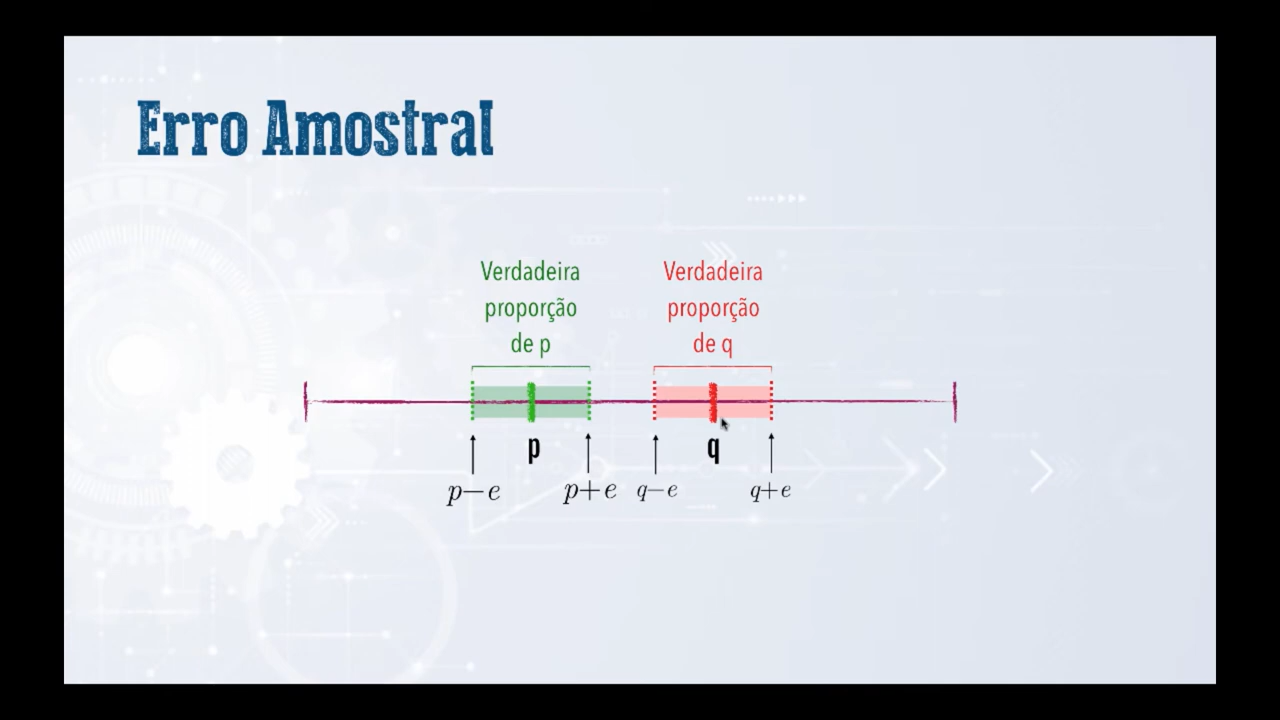 Erro Amostral
Verdadeira
proporção
de p
Verdadeira
proporção
de q
p
q
p−e
p+e
q−e
q+e